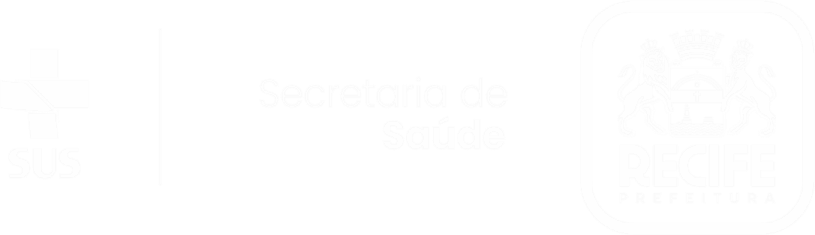 SUS
Secretaria de
Saúde
RECIFE
PREFEITURA